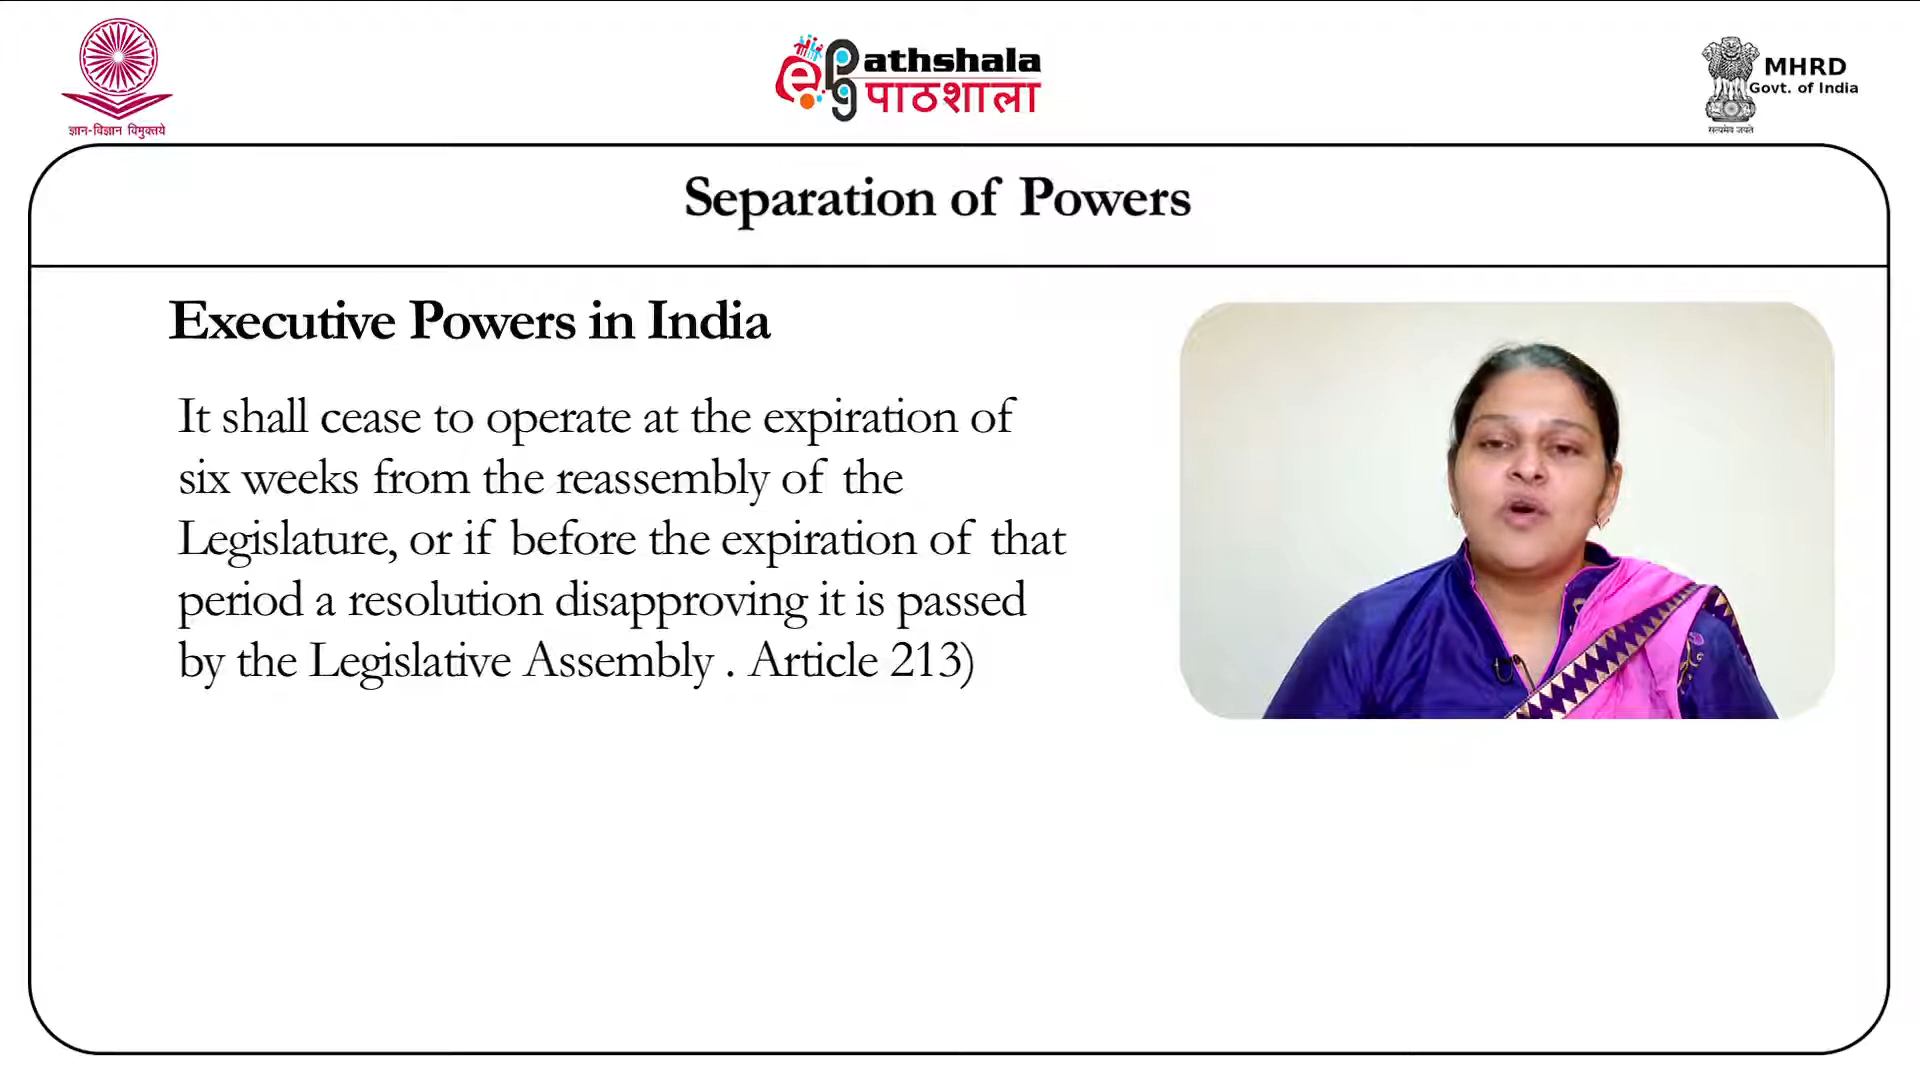 ज्ञान-विज्ञान विमुक्तये
ePg Pathshala
पाठशाला
MHRD
Govt. of India
सत्यमेव जयते
Separation of Powers
Executive Powers in India
It shall cease to operate at the expiration of
six weeks from the reassembly of the
Legislature, or if before the expiration of that
period a resolution disapproving it is passed
by the Legislative Assembly . Article 213)